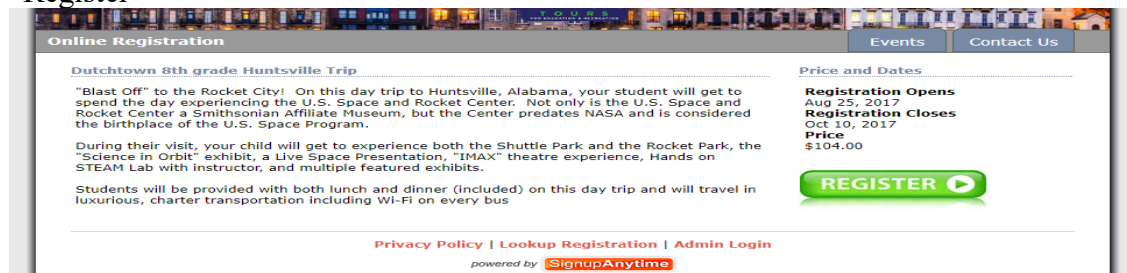 Register
TOURS
FOR EDUCATION & RECREATION
Online Registration
Events
Contact Us
Dutchtown 8th grade Huntsville Trip
"Blast Off" to the Rocket City! On this day trip to Huntsville, Alabama, your student will get to
spend the day experiencing the U.S. Space and Rocket Center. Not only is the U.S. Space and
Rocket Center a Smithsonian Affiliate Museum, but the Center predates NASA and is considered
the birthplace of the U.S. Space Program.
During their visit, your child will get to experience both the Shuttle Park and the Rocket Park, the
"Science in Orbit" exhibit, a Live Space Presentation, "IMAX" theatre experience, Hands on
STEAM Lab with instructor, and multiple featured exhibits.
Students will be provided with both lunch and dinner (included) on this day trip and will travel in
luxurious, charter transportation including Wi-Fi on every bus
Price and Dates
Registration Opens
Aug 25, 2017
Registration Closes
Oct 10, 2017
Price
$104.00
REGISTER
Privacy Policy | Lookup Registration | Admin Login
powered by SignupAnytime